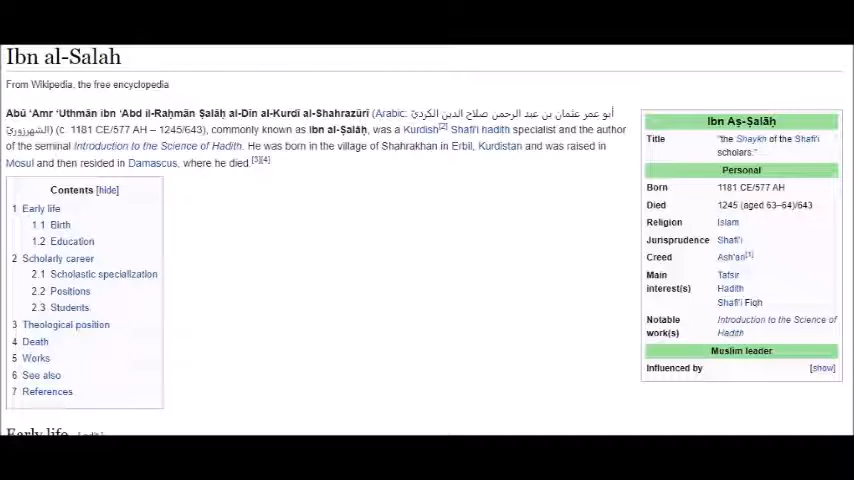 Ibn al-Salah
From Wikipedia, the free encyclopedia
Abū ʻAmr ʻUthmān ibn ʻAbd il-Raḥmān Ṣalāḥ al-Dīn al-Kurdī al-Shahrazūrī (Arabic: أبو عمر عثمان بن عبد الرحمن صلاح الدين الكرديّ
الشهرزوريّ) (c. 1181 CE/577 AH – 1245/643), commonly known as Ibn al-Ṣalāḥ, was a Kurdish[2] Shafi'i hadith specialist and the author
of the seminal Introduction to the Science of Hadith. He was born in the village of Shahrakhan in Erbil, Kurdistan and was raised in
Mosul and then resided in Damascus, where he died.[3][4]
Contents [hide]
1 Early life
1.1 Birth
1.2 Education
2 Scholarly career
2.1 Scholastic specialization
2.2 Positions
2.3 Students
3 Theological position
4 Death
5 Works
6 See also
7 References
Ibn Aṣ-Ṣalāḥ
Title "the Shaykh of the Shafi'i
scholars."
Personal
Born 1181 CE/577 AH
Died 1245 (aged 63–64)/643
Religion Islam
Jurisprudence Shafi'i
Creed Ash'ari[1]
Main Tafsir
interest(s) Hadith
Shafi'i Fiqh
Notable Introduction to the Science of
work(s) Hadith
Muslim leader
Influenced by [show]
Early life [edit]